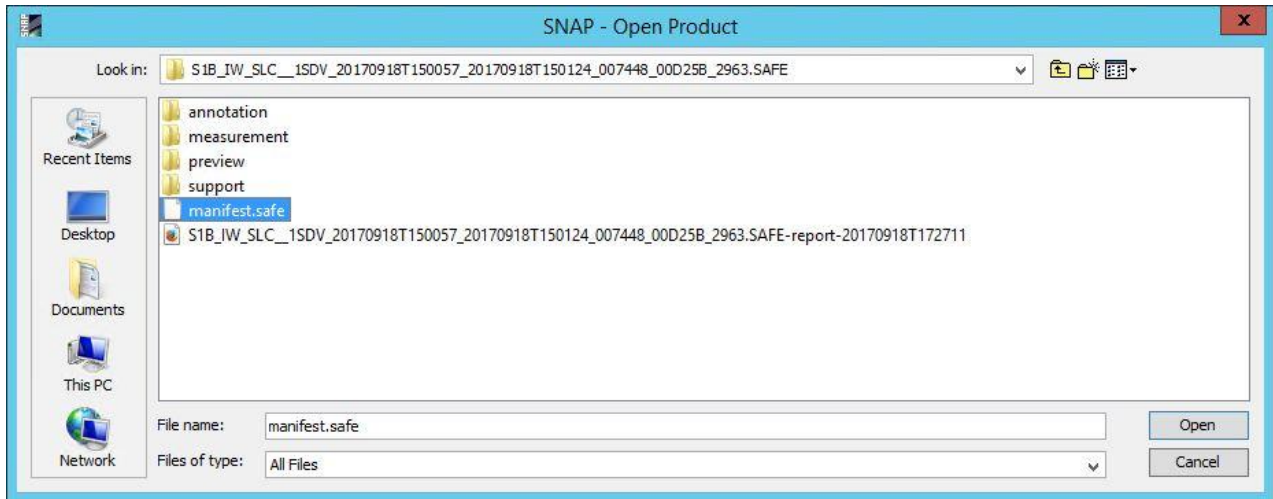 SNAP
SNAP - Open Product
x
Look in:
S1B_IW_SLC__1SDV_20170918T150057_20170918T150124_007448_00D25B_2963.SAFE
Recent Items
Desktop
Documents
This PC
Network
annotation
measurement
preview
support
manifest.safe
S1B_IW_SLC__1SDV_20170918T150057_20170918T150124_007448_00D25B_2963.SAFE-report-20170918T172711
File name:
manifest.safe
Open
Files of type:
All Files
Cancel